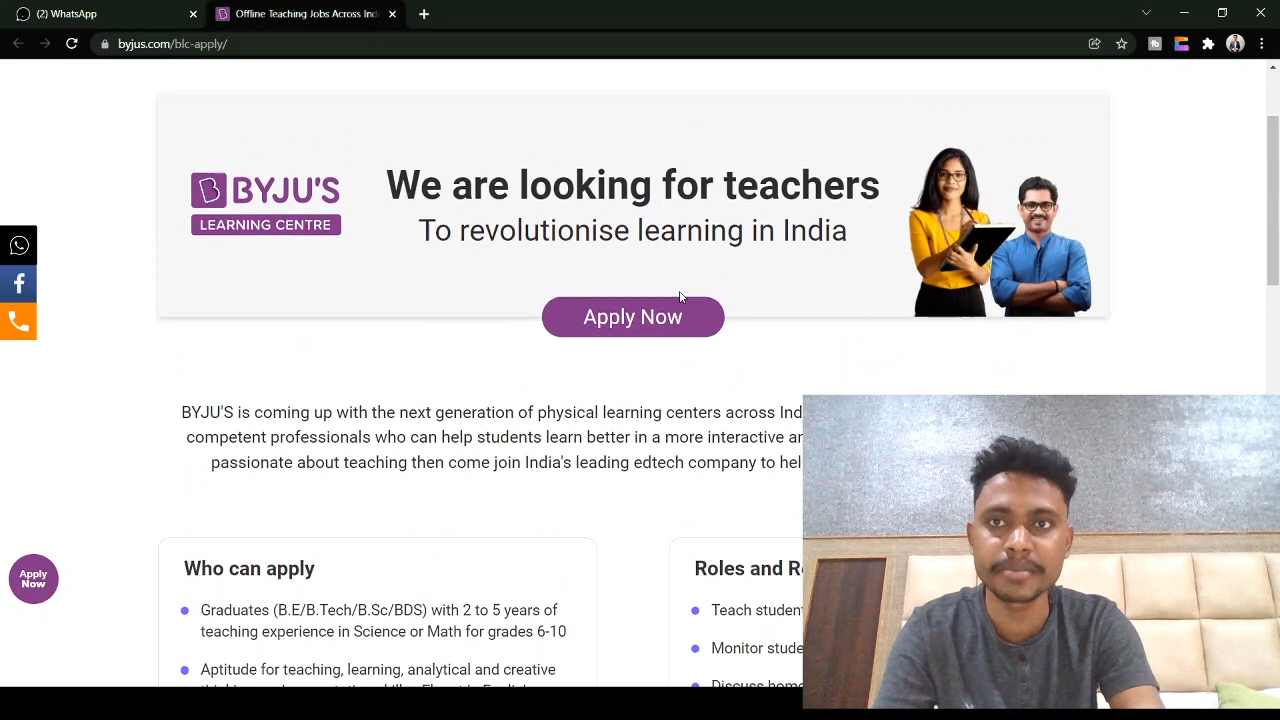 (2) WhatsApp
Offline Teaching Jobs Across Ind
byjus.com/blc-apply/
BYJU'S
LEARNING CENTRE
We are looking for teachers
To revolutionise learning in India
Apply Now
BYJU'S is coming up with the next generation of physical learning centers across
competent professionals who can help students learn better in a more interactive
passionate about teaching then come join India's leading edtech company to
Apply
Now
Who can apply
Graduates (B.E/B.Tech/B.Sc/BDS) with 2 to 5 years of
teaching experience in Science or Math for grades 6-10
Aptitude for teaching, learning, analytical and creative
Roles and
Teach
Monitor
Discuss